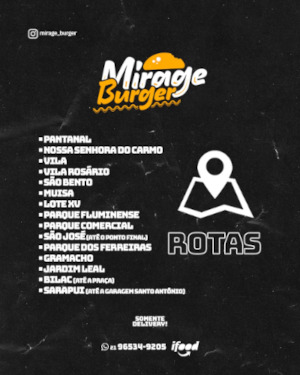 mirage_burger
Mirage
Burger
PANTANAL
NOSSA SENHORA DO CARMO
VILA
VILA ROSÁRIO
SÃO BENTO
MUISA
LOTE XV
PARQUE FLUMINENSE
PARQUE COMERCIAL
SÃO JOSÉ (ATÉ O PONTO FINAL)
PARQUE DOS FERREIRAS
GRAMACHO
JARDIM LEAL
BILAC (ATÉ A PRAÇA)
SARAPUI (ATÉ A GARAGEM SANTO ANTÔNIO)
ROTAS
SOMENTE
DELIVERY!
21 96534-9205 ifood